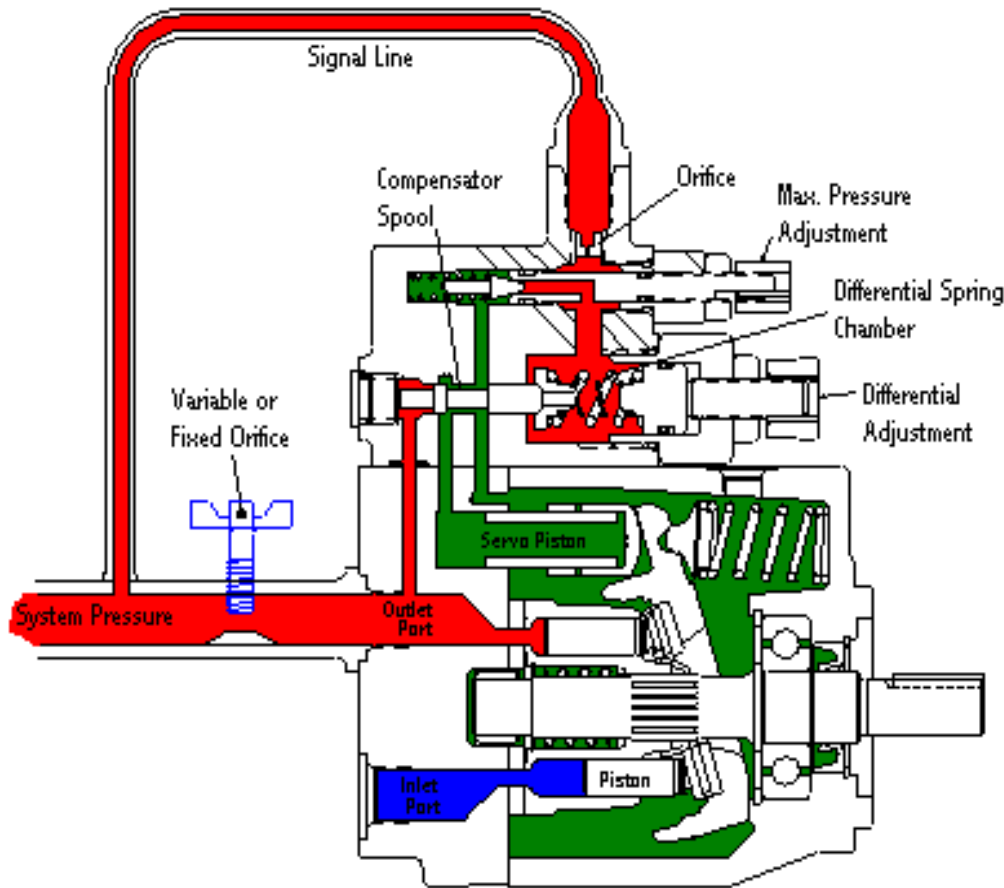 Signal Line
Compensator
Spool
Orifice
Max. Pressure
Adjustment
Differential Spring
Chamber
Variable or
Fixed Orifice
Differential
Adjustment
Servo Piston
System Pressure
Outlet
Port
Inlet
Port
Piston